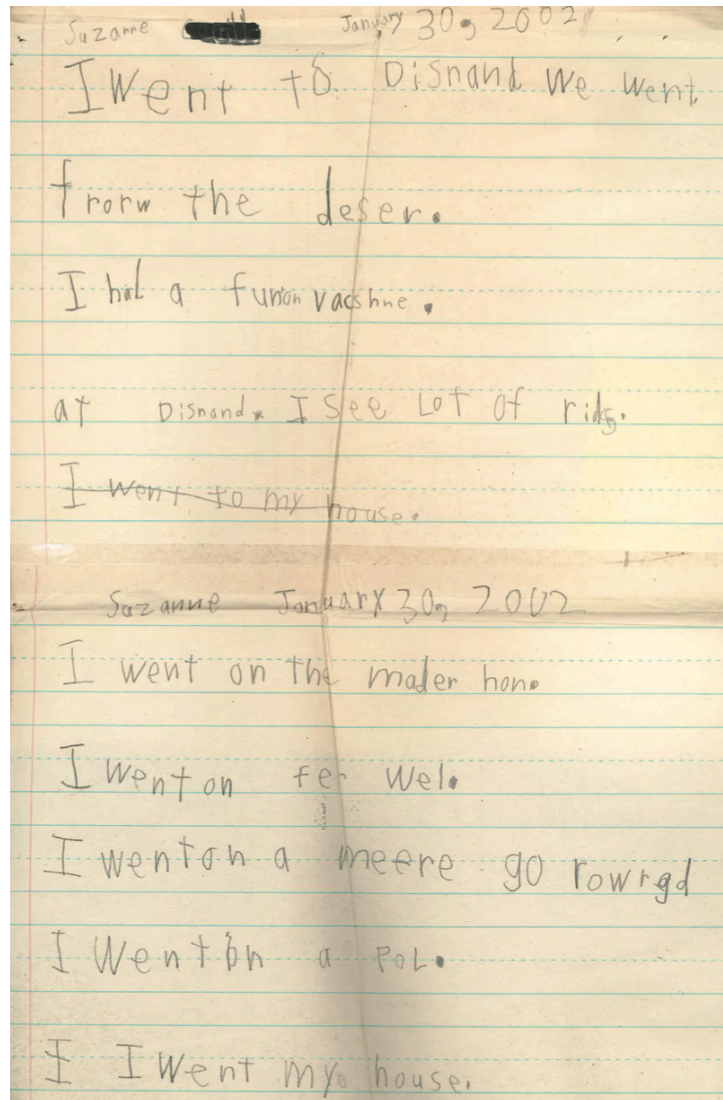 Suzanne January 30, 2002
I went to Disnand we went
frorw the deser.
I had a funon vacshne.
at Disnand. I See Lot of rids.
I went to my house.
Suzanne January 30, 2002
I went on the mader hon.
I went on fer wel.
I went on a meere go rowrgd
I went on a POL.
I I went my house.